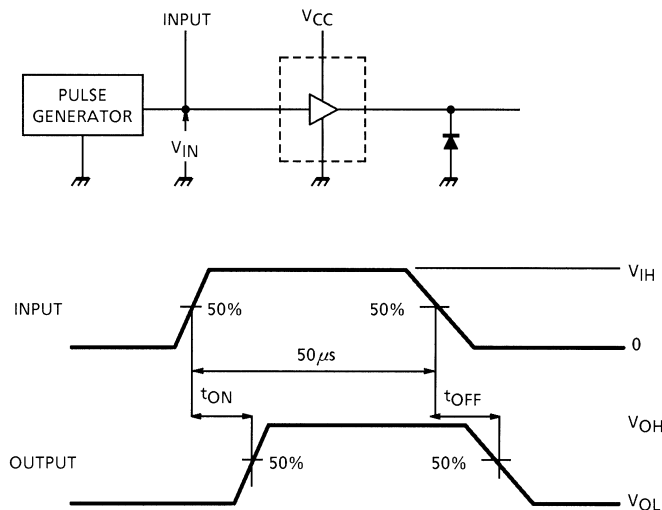 INPUT
VCC
PULSE
GENERATOR
VIN
VIH
INPUT
50%
50%
0
50μs
tON
tOFF
VOH
OUTPUT
50%
50%
VOL